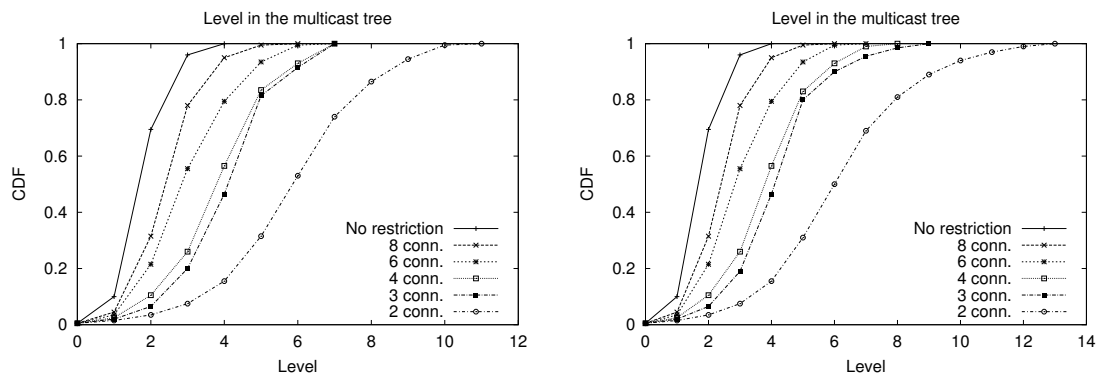 Level in the multicast tree
1
0.8
0.6
0.4
0.2
0
CDF
No restriction
8 conn.
6 conn.
4 conn.
3 conn.
2 conn.
0 2 4 6 8 10 12
Level
Level in the multicast tree
1
0.8
0.6
0.4
0.2
0
CDF
No restriction
8 conn.
6 conn.
4 conn.
3 conn.
2 conn.
0 2 4 6 8 10 12 14
Level